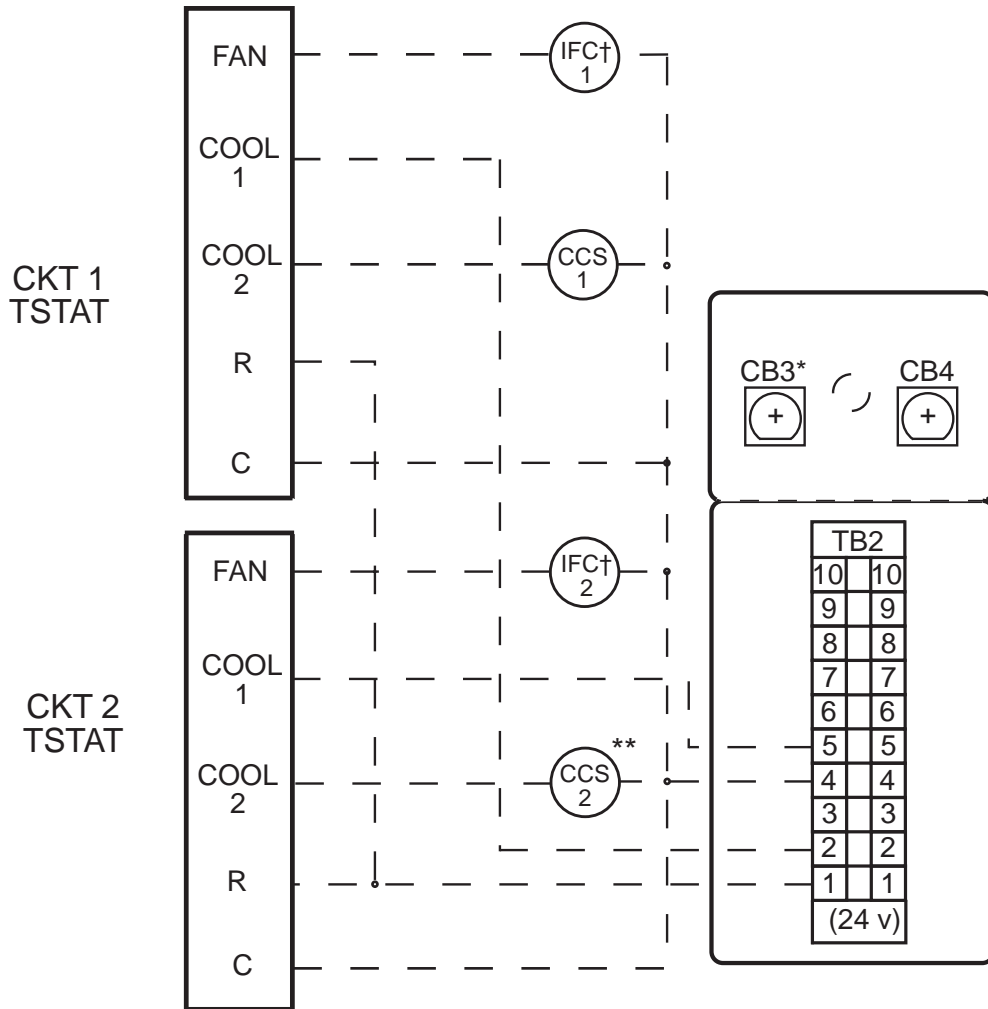 CKT 1
TSTAT
FAN
COOL
1
COOL
2
R
C
IFC†
1
CCS
1
CKT 2
TSTAT
FAN
COOL
1
COOL
2
R
C
IFC†
2
CCS
2
**
CB3*
+
CB4
+
TB2
10 10
9 9
8 8
7 7
6 6
5 5
4 4
3 3
2 2
1 1
(24 v)